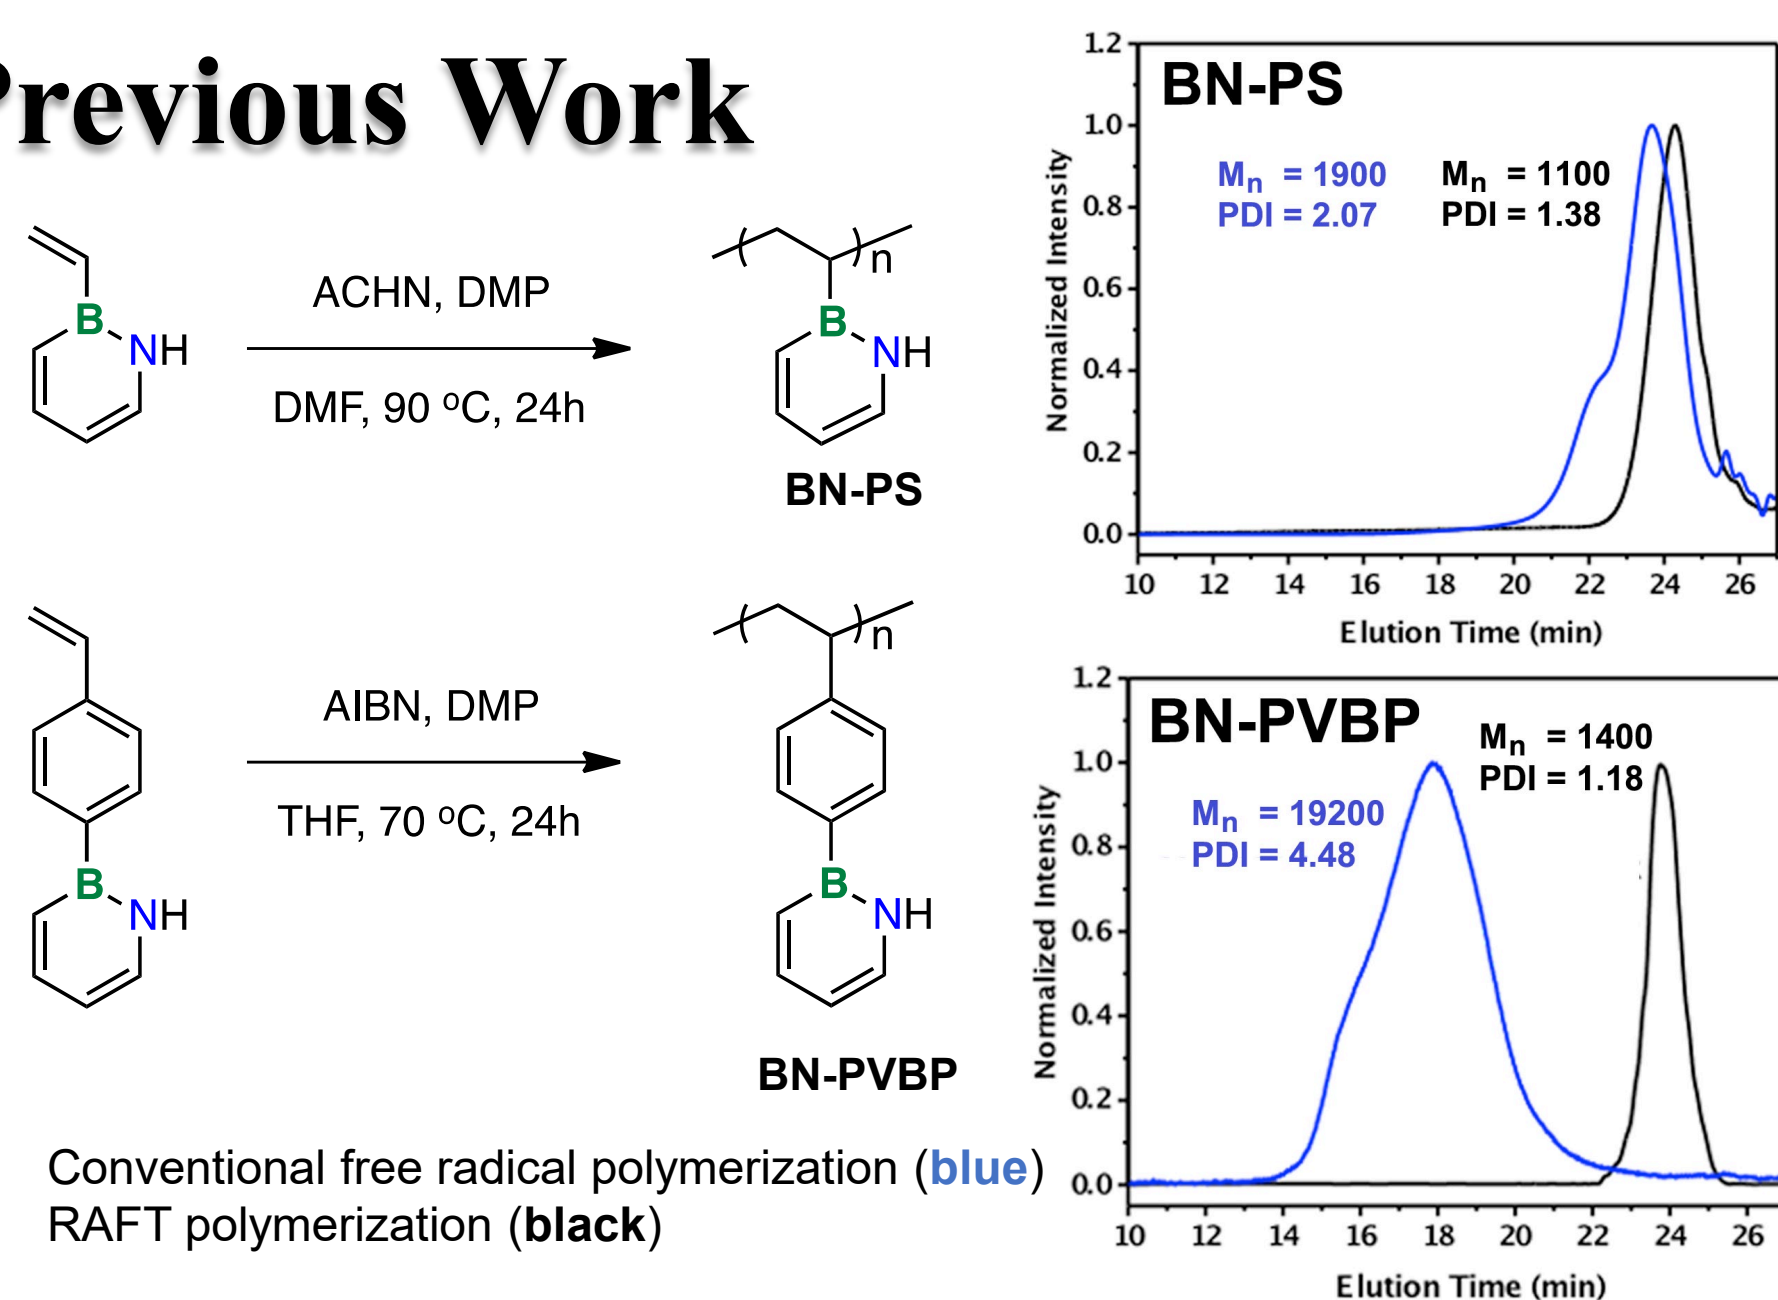 Previous Work
B
NH
ACHN, DMP
DMF, 90 ºC, 24h
n
B
NH
BN-PS
B
NH
AIBN, DMP
THF, 70 ºC, 24h
n
B
NH
BN-PVBP
Conventional free radical polymerization (blue)
RAFT polymerization (black)
BN-PS
Mn = 1900
PDI = 2.07
Mn = 1100
PDI = 1.38
Normalized Intensity
1.2
1.0
0.8
0.6
0.4
0.2
0.0
10 12 14 16 18 20 22 24 26
Elution Time (min)
BN-PVBP
Mn = 1400
PDI = 1.18
Mn = 19200
PDI = 4.48
Normalized Intensity
1.2
1.0
0.8
0.6
0.4
0.2
0.0
10 12 14 16 18 20 22 24 26
Elution Time (min)